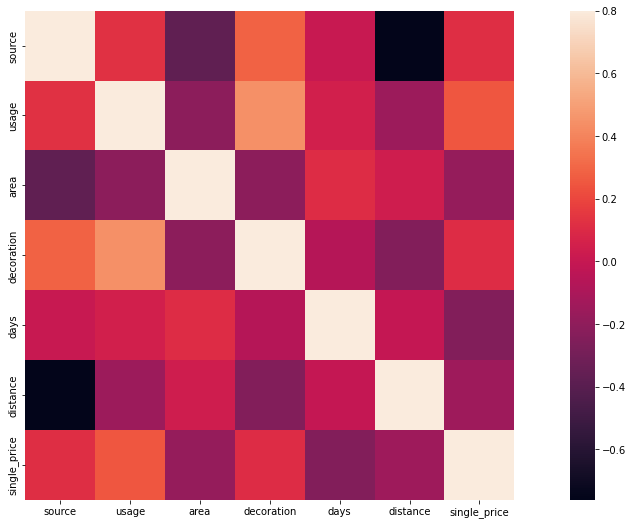 source
usage
area
decoration
days
distance
single_price
source
usage
area
decoration
days
distance
single_price
0.8
0.6
0.4
0.2
0.0
−0.2
−0.4
−0.6